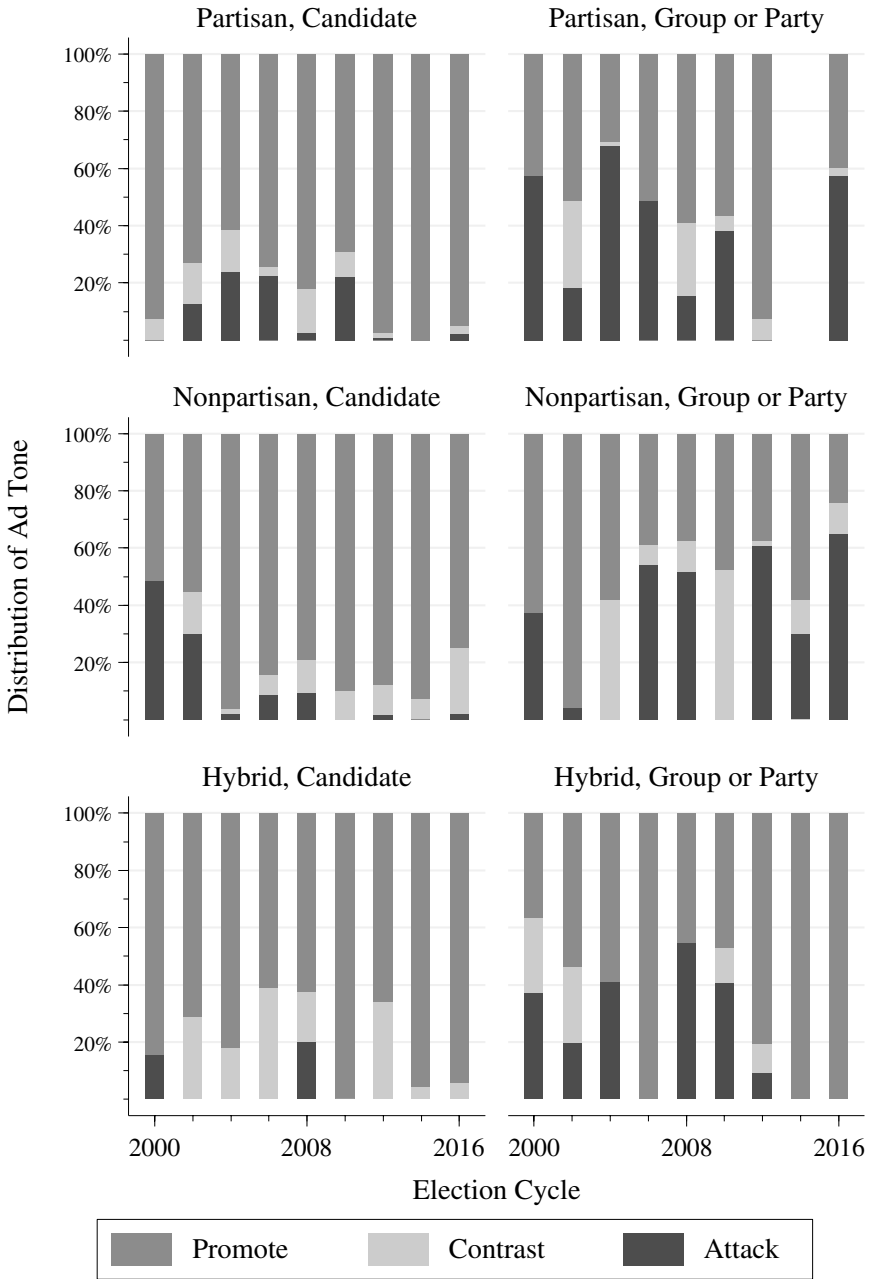 Partisan, Candidate
Partisan, Group or Party
100%
80%
60%
40%
20%
Nonpartisan, Candidate
Nonpartisan, Group or Party
100%
80%
60%
40%
20%
Distribution of Ad Tone
Hybrid, Candidate
Hybrid, Group or Party
100%
80%
60%
40%
20%
2000 2008 2016 2000 2008 2016
Election Cycle
Promote Contrast Attack